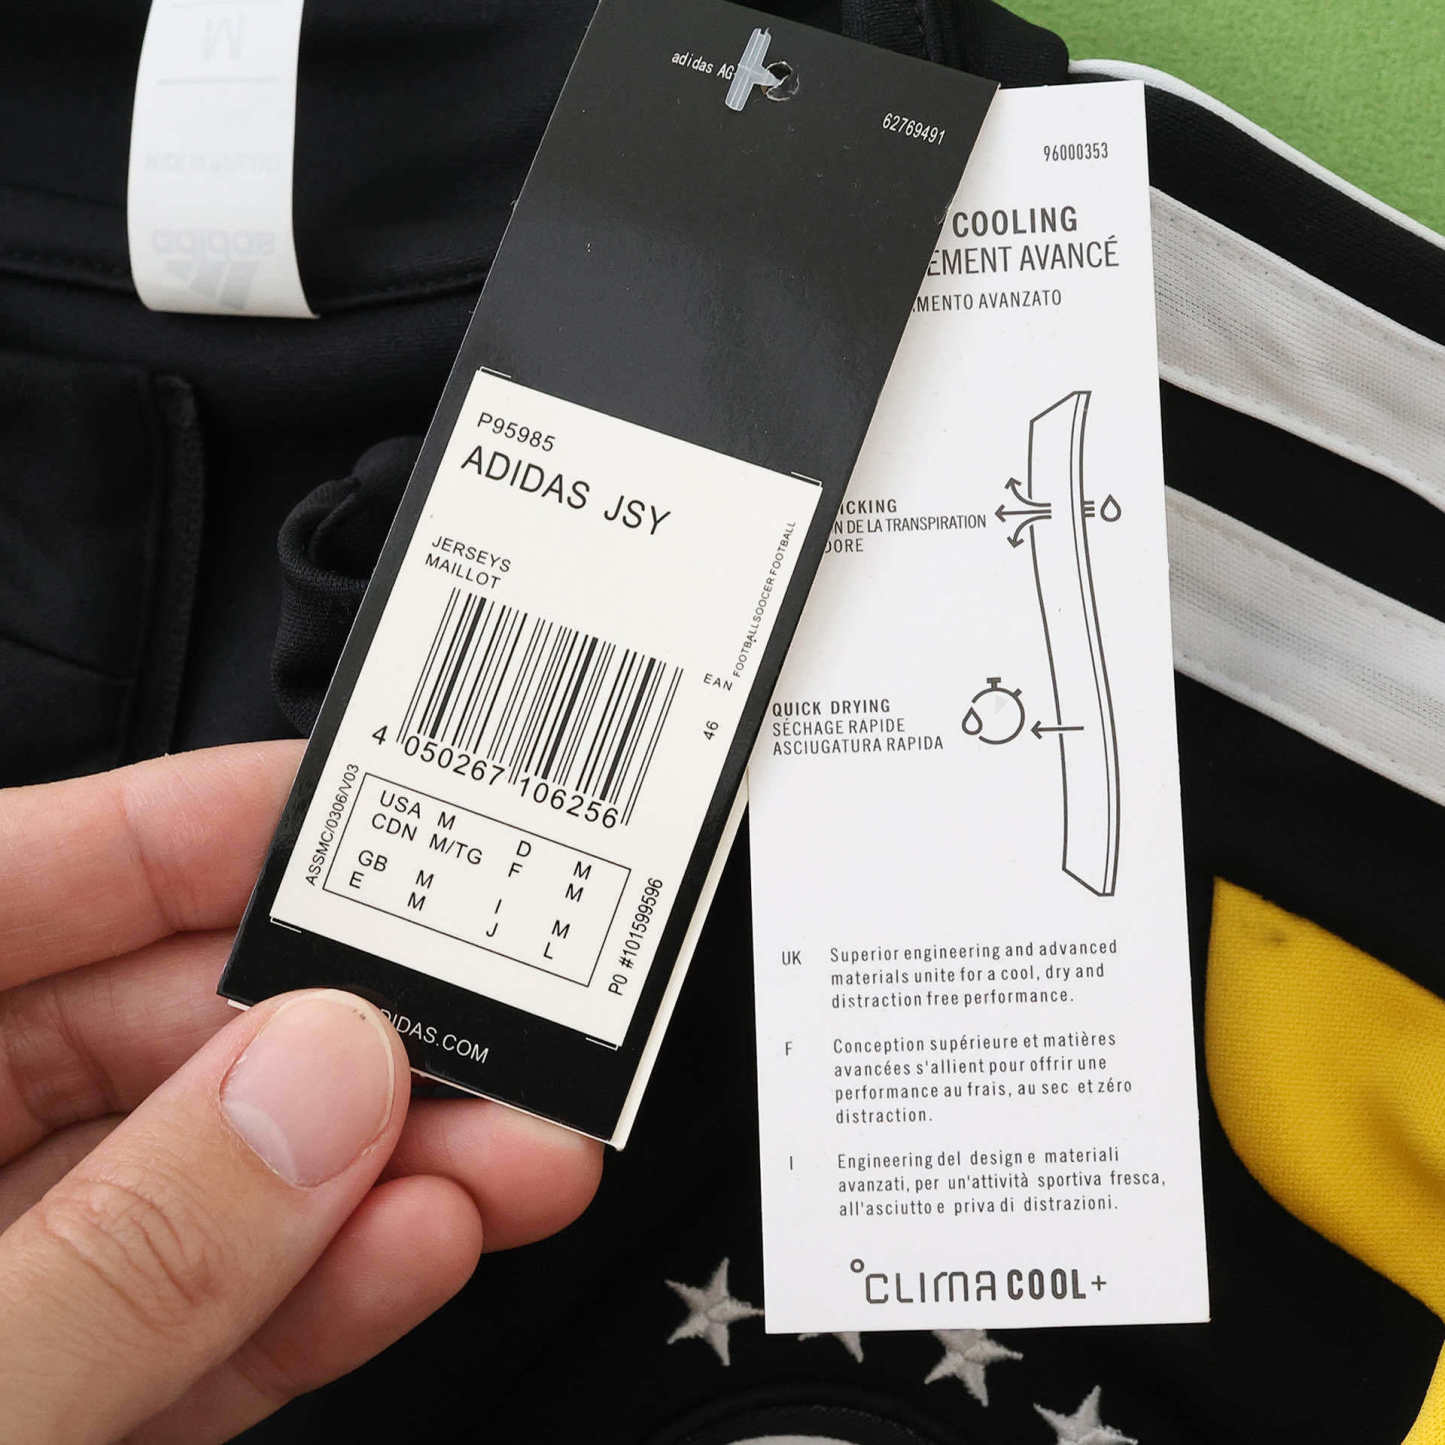 M
adidas
adidas AG
62769491
P95985
ADIDAS JSY
JERSEYS
MAILLOT
FOOTBALLSOCCER FOOTBALL
EAN
46
4 050267 106256
ASSMC/0306/V03
USA M D M
CDN M/TG F M
GB M I M
E M J L
PO #101599596
DIDAS.COM
96000353
COOLING
EMENT AVANCÉ
MENTO AVANZATO
ICKING
N DE LA TRANSPIRATION
DORE
QUICK DRYING
SÉCHAGE RAPIDE
ASCIUGATURA RAPIDA
UK Superior engineering and advanced
materials unite for a cool, dry and
distraction free performance.
F Conception supérieure et matières
avancées s'allient pour offrir une
performance au frais, au sec et zéro
distraction.
I Engineering del design e materiali
avanzati, per un'attività sportiva fresca,
all'asciutto e priva di distrazioni.
°CLIMACOOL+